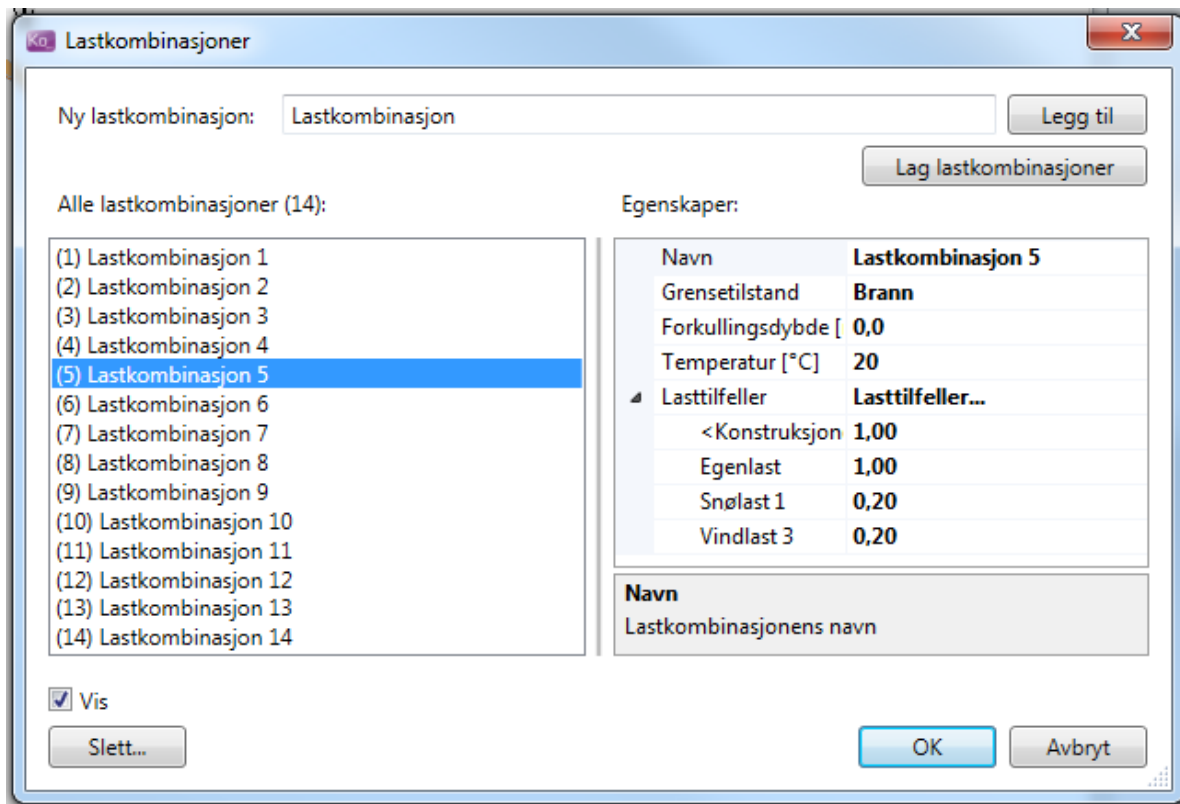 Ka_ Lastkombinasjoner
Ny lastkombinasjon: Lastkombinasjon Legg til
Lag lastkombinasjoner
Alle lastkombinasjoner (14):
(1) Lastkombinasjon 1
(2) Lastkombinasjon 2
(3) Lastkombinasjon 3
(4) Lastkombinasjon 4
(5) Lastkombinasjon 5
(6) Lastkombinasjon 6
(7) Lastkombinasjon 7
(8) Lastkombinasjon 8
(9) Lastkombinasjon 9
(10) Lastkombinasjon 10
(11) Lastkombinasjon 11
(12) Lastkombinasjon 12
(13) Lastkombinasjon 13
(14) Lastkombinasjon 14
Egenskaper:
Navn Lastkombinasjon 5
Grensetilstand Brann
Forkullingsdybde [ 0,0
Temperatur [°C] 20
Lasttilfeller Lasttilfeller...
<Konstruksjon 1,00
Egenlast 1,00
Snølast 1 0,20
Vindlast 3 0,20
Navn
Lastkombinasjonens navn
Vis
Slett...
OK
Avbryt